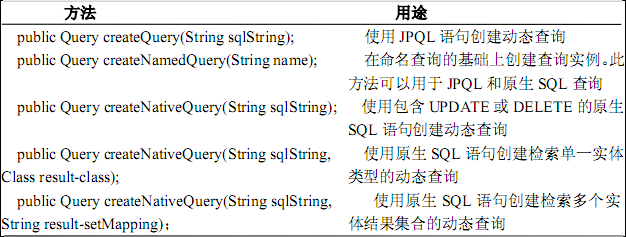 方法 用途
public Query createQuery(String sqlString); 使用 JPQL 语句创建动态查询
public Query createNamedQuery(String name); 在命名查询的基础上创建查询实例。此
方法可以用于 JPQL 和原生 SQL 查询
public Query createNativeQuery(String sqlString); 使用包含 UPDATE 或 DELETE 的原生
SQL 语句创建动态查询
public Query createNativeQuery(String sqlString, 使用原生 SQL 语句创建检索单一实体
Class result-class); 类型的动态查询
public Query createNativeQuery(String sqlString, 使用原生 SQL 语句创建检索多个实
String result-setMapping)； 体结果集合的动态查询